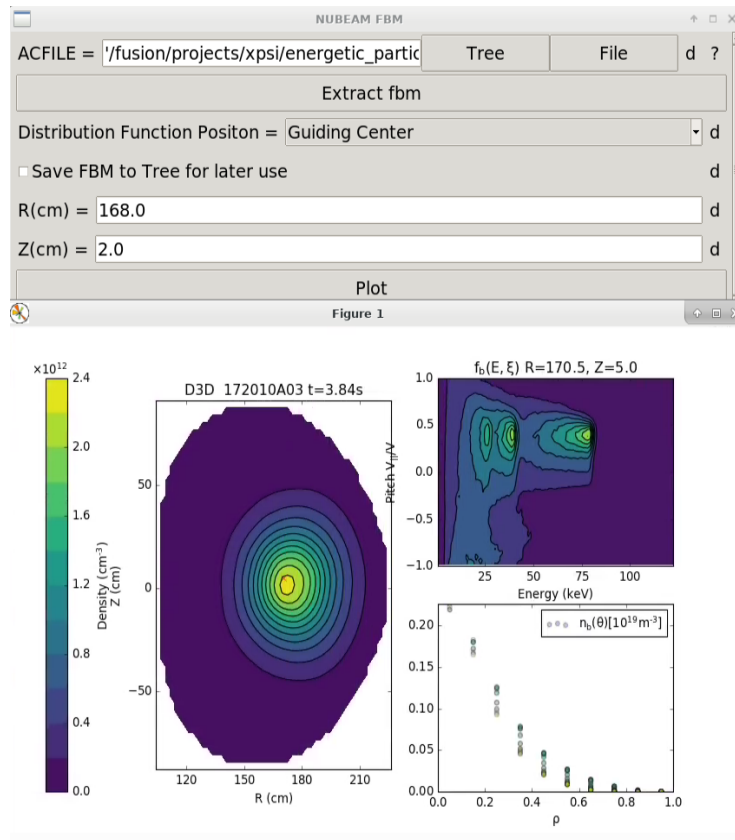 NUBEAM FBM
ACFILE = '/fusion/projects/xpsi/energetic_partic Tree File d ?
Extract fbm
Distribution Function Positon = Guiding Center d
Save FBM to Tree for later use d
R(cm) = 168.0 d
Z(cm) = 2.0 d
Plot
Figure 1
×10¹²
2.4
2.0
1.6
1.2
0.8
0.4
0.0
Density (cm⁻³)
D3D 172010A03 t=3.84s
Z (cm)
50
0
−50
120 150 180 210
R (cm)
f_b(E, ξ) R=170.5, Z=5.0
Pitch V_||/V
1.0
0.5
0.0
−0.5
−1.0
25 50 75 100
Energy (keV)
n_b(θ)[10¹⁹m⁻³]
0.20
0.15
0.10
0.05
0.00
0.0 0.2 0.4 0.6 0.8 1.0
ρ